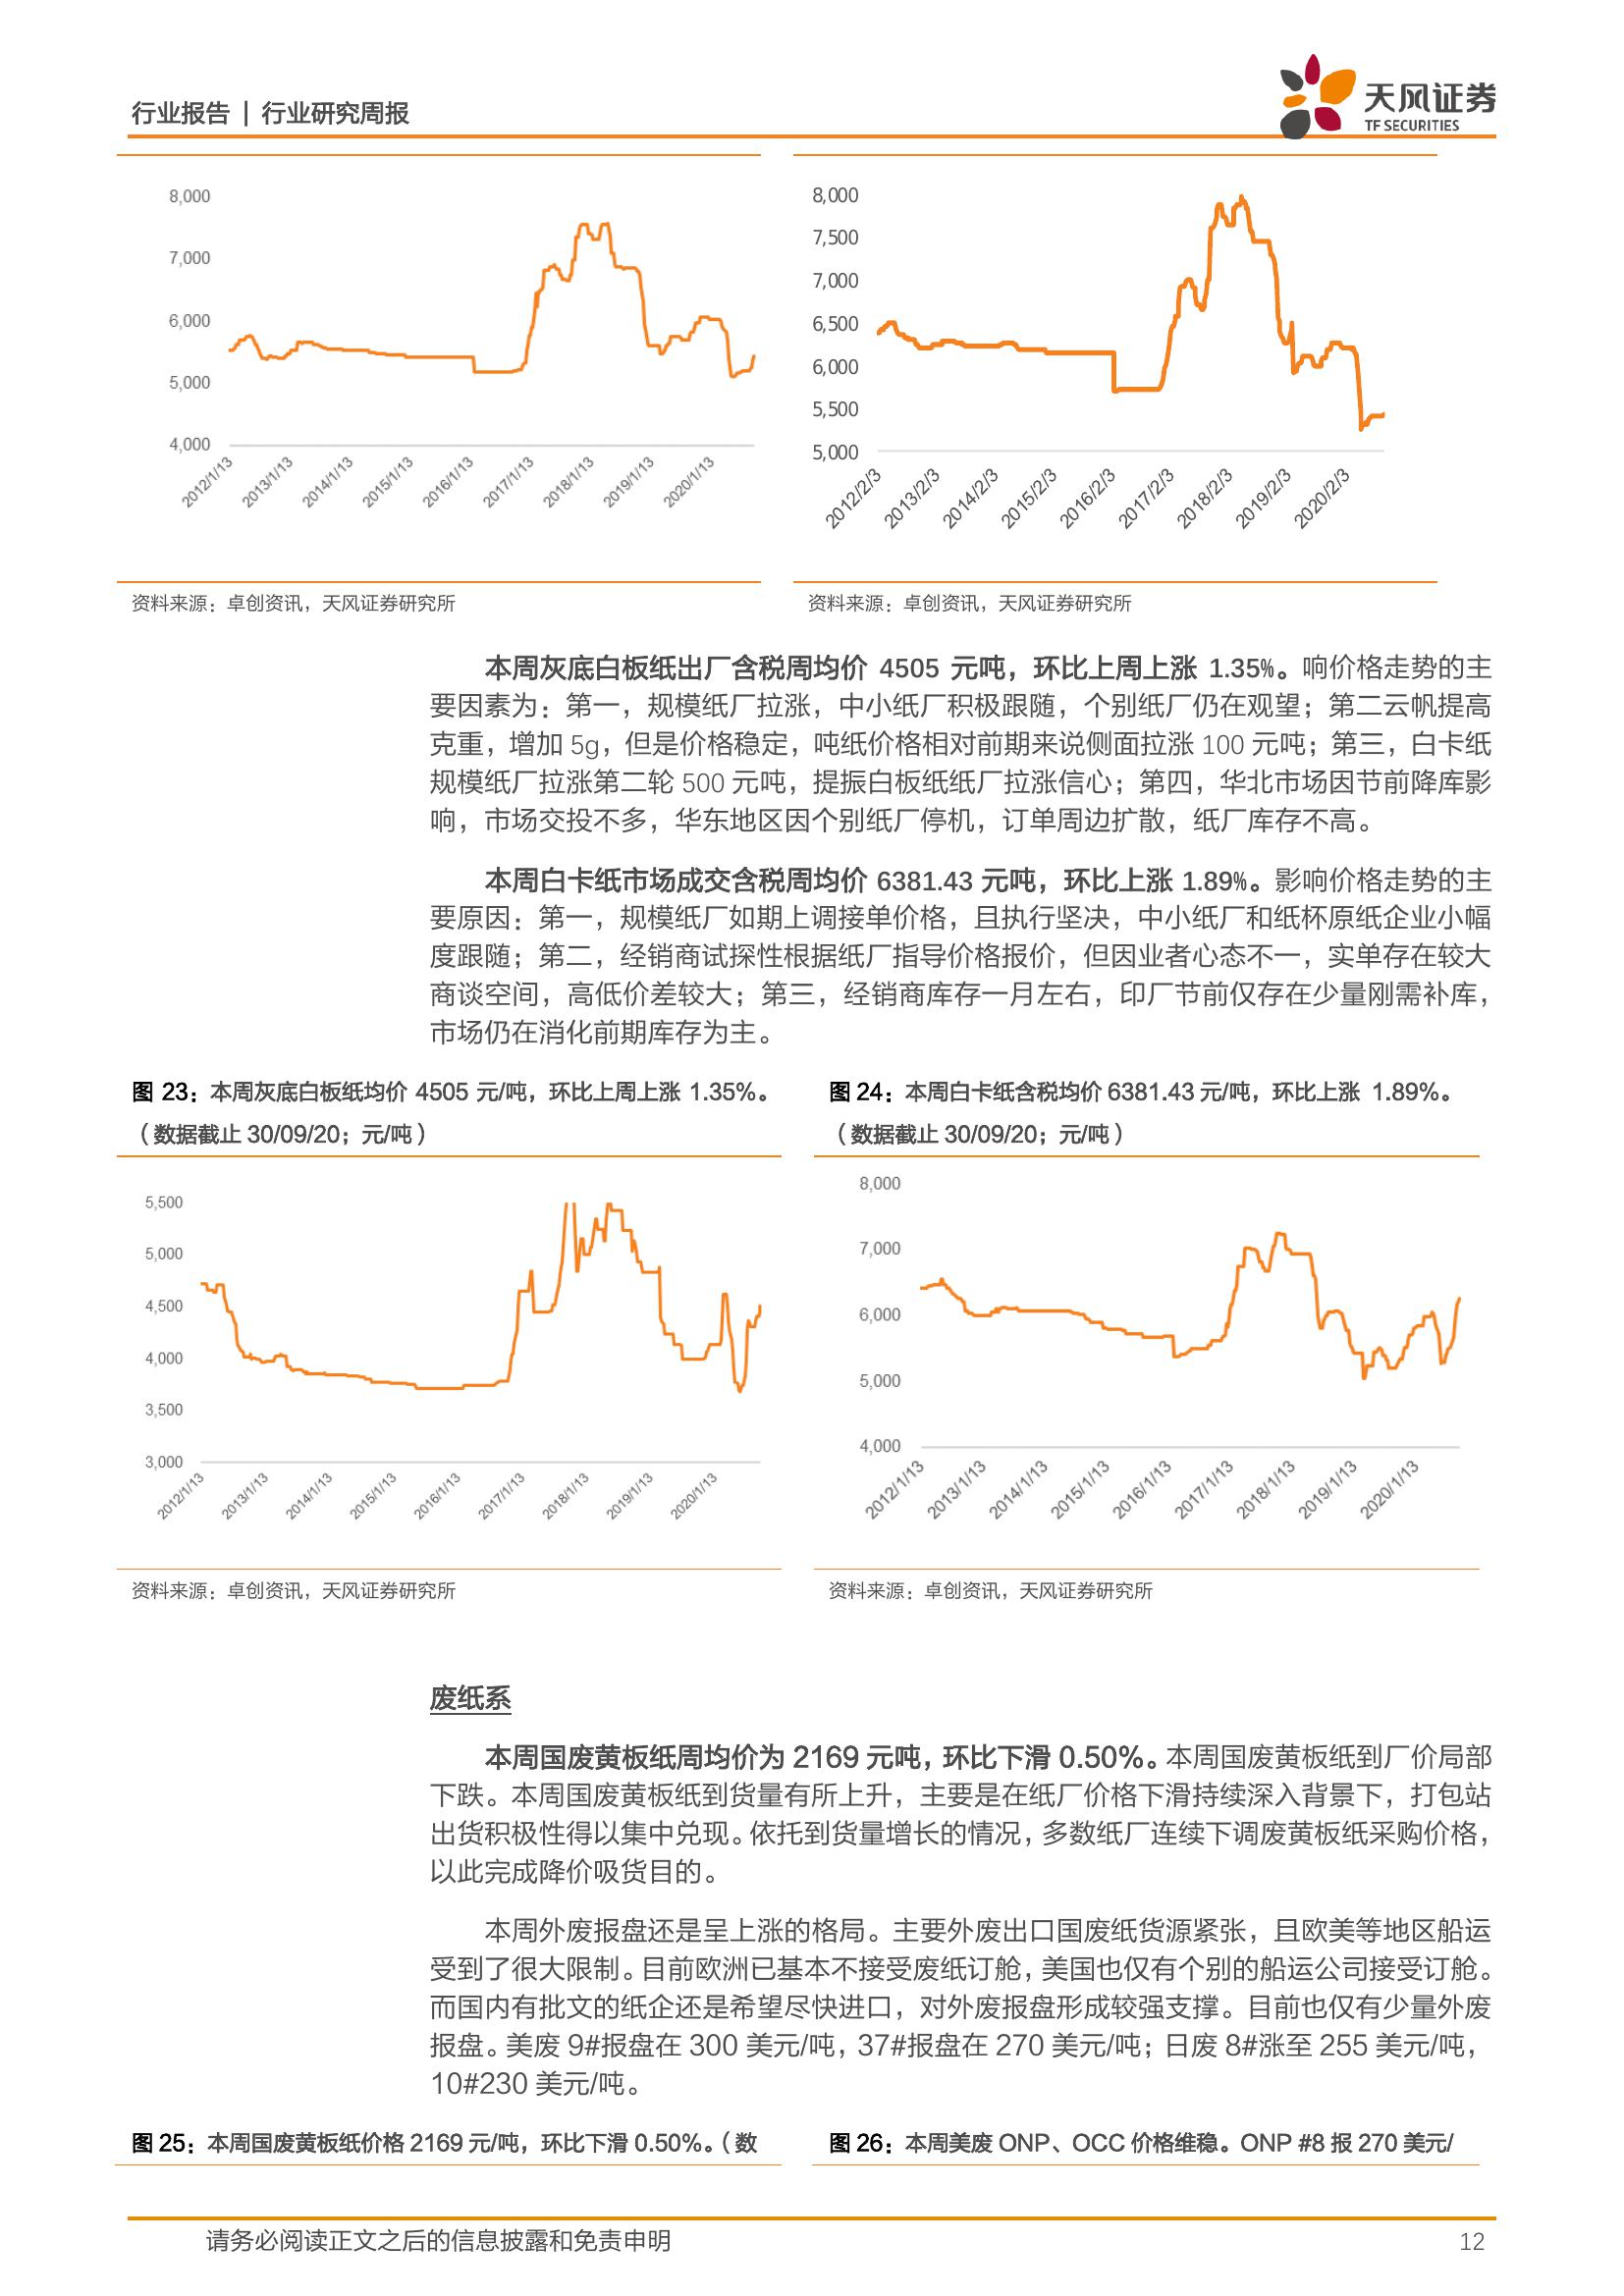 行业报告 | 行业研究周报
天风证券
TF SECURITIES
8,000
7,000
6,000
5,000
4,000
2012/1/13
2013/1/13
2014/1/13
2015/1/13
2016/1/13
2017/1/13
2018/1/13
2019/1/13
2020/1/13
8,000
7,500
7,000
6,500
6,000
5,500
5,000
2012/2/3
2013/2/3
2014/2/3
2015/2/3
2016/2/3
2017/2/3
2018/2/3
2019/2/3
2020/2/3
资料来源：卓创资讯，天风证券研究所
资料来源：卓创资讯，天风证券研究所
本周灰底白板纸出厂含税周均价 4505 元吨，环比上周上涨 1.35%。响价格走势的主
要因素为：第一，规模纸厂拉涨，中小纸厂积极跟随，个别纸厂仍在观望；第二云帆提高
克重，增加 5g，但是价格稳定，吨纸价格相对前期来说侧面拉涨 100 元吨；第三，白卡纸
规模纸厂拉涨第二轮 500 元吨，提振白板纸纸厂拉涨信心；第四，华北市场因节前降库影
响，市场交投不多，华东地区因个别纸厂停机，订单周边扩散，纸厂库存不高。
本周白卡纸市场成交含税周均价 6381.43 元吨，环比上涨 1.89%。影响价格走势的主
要原因：第一，规模纸厂如期上调接单价格，且执行坚决，中小纸厂和纸杯原纸企业小幅
度跟随；第二，经销商试探性根据纸厂指导价格报价，但因业者心态不一，实单存在较大
商谈空间，高低价差较大；第三，经销商库存一月左右，印厂节前仅存在少量刚需补库，
市场仍在消化前期库存为主。
图 23：本周灰底白板纸均价 4505 元/吨，环比上周上涨 1.35%。
（数据截止 30/09/20；元/吨）
图 24：本周白卡纸含税均价 6381.43 元/吨，环比上涨 1.89%。
（数据截止 30/09/20；元/吨）
5,500
5,000
4,500
4,000
3,500
3,000
2012/1/13
2013/1/13
2014/1/13
2015/1/13
2016/1/13
2017/1/13
2018/1/13
2019/1/13
2020/1/13
8,000
7,000
6,000
5,000
4,000
2012/1/13
2013/1/13
2014/1/13
2015/1/13
2016/1/13
2017/1/13
2018/1/13
2019/1/13
2020/1/13
资料来源：卓创资讯，天风证券研究所
资料来源：卓创资讯，天风证券研究所
废纸系
本周国废黄板纸周均价为 2169 元吨，环比下滑 0.50%。本周国废黄板纸到厂价局部
下跌。本周国废黄板纸到货量有所上升，主要是在纸厂价格下滑持续深入背景下，打包站
出货积极性得以集中兑现。依托到货量增长的情况，多数纸厂连续下调废黄板纸采购价格，
以此完成降价吸货目的。
本周外废报盘还是呈上涨的格局。主要外废出口国废纸货源紧张，且欧美等地区船运
受到了很大限制。目前欧洲已基本不接受废纸订舱，美国也仅有个别的船运公司接受订舱。
而国内有批文的纸企还是希望尽快进口，对外废报盘形成较强支撑。目前也仅有少量外废
报盘。美废 9#报盘在 300 美元/吨，37#报盘在 270 美元/吨；日废 8#涨至 255 美元/吨，
10#230 美元/吨。
图 25：本周国废黄板纸价格 2169 元/吨，环比下滑 0.50%。（数
图 26：本周美废 ONP、OCC 价格维稳。ONP #8 报 270 美元/
请务必阅读正文之后的信息披露和免责申明
12